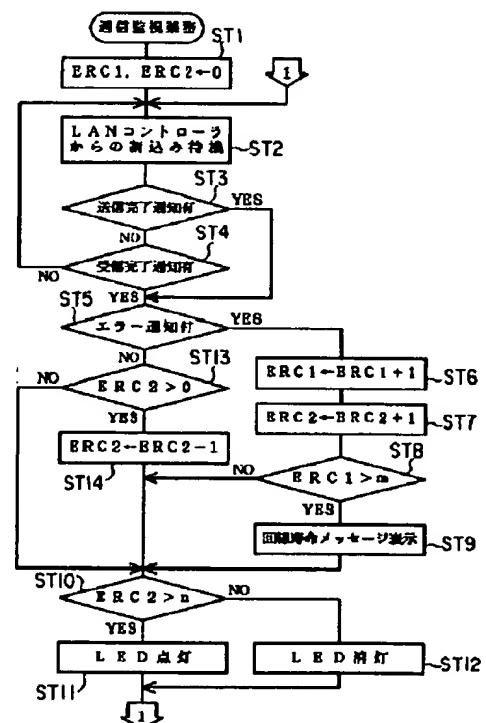 通信監視業務
ST1
ERC1, ERC2←0
1
LANコントローラ
からの割込み待機
ST2
ST3
送信完了通知有
YES
NO
ST4
受信完了通知有
NO
YES
ST5
エラー通知付
YES
NO
ST13
ERC1←ERC1+1
ST6
NO
ERC2>0
YES
ERC2←ERC2+1
ST7
ERC2←ERC2-1
ST14
ST8
NO
ERC1>m
YES
回線寿命メッセージ表示
ST9
ST10
ERC2>n
NO
YES
LED点灯
ST11
LED消灯
ST12
1